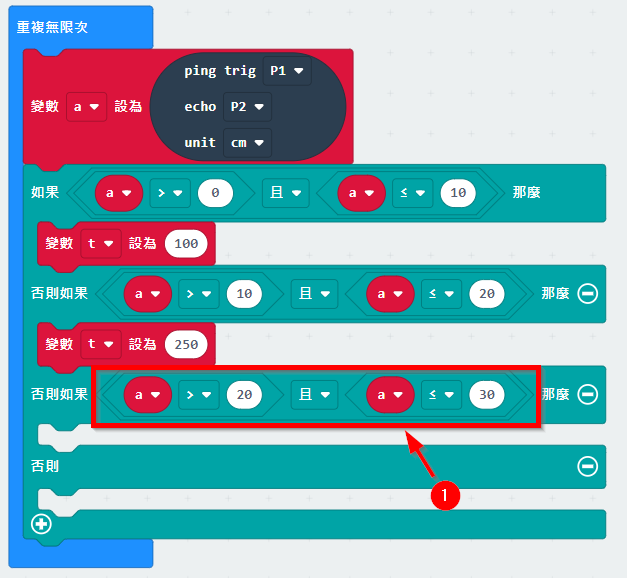 重複無限次
ping trig P1
變數 a 設為 echo P2
unit cm
如果 a > 0 且 a ≤ 10 那麼
變數 t 設為 100
否則如果 a > 10 且 a ≤ 20 那麼
變數 t 設為 250
否則如果 a > 20 且 a ≤ 30 那麼
否則
1